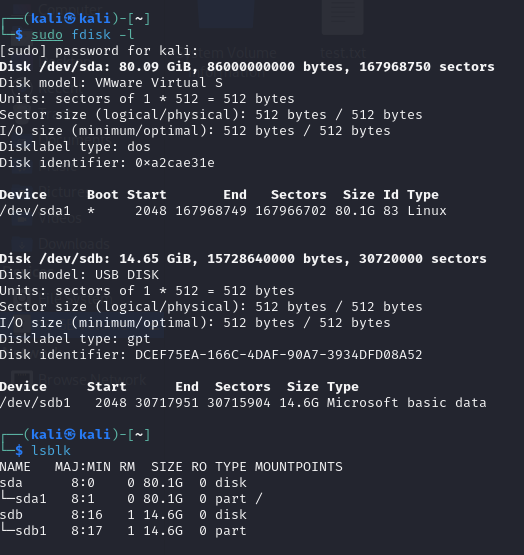 ┌──(kali㉿kali)-[~]
└─$ sudo fdisk -l
[sudo] password for kali:
Disk /dev/sda: 80.09 GiB, 86000000000 bytes, 167968750 sectors
Disk model: VMware Virtual S
Units: sectors of 1 * 512 = 512 bytes
Sector size (logical/physical): 512 bytes / 512 bytes
I/O size (minimum/optimal): 512 bytes / 512 bytes
Disklabel type: dos
Disk identifier: 0×a2cae31e

Device     Boot Start       End   Sectors  Size Id Type
/dev/sda1  *     2048 167968749 167966702 80.1G 83 Linux

Disk /dev/sdb: 14.65 GiB, 15728640000 bytes, 30720000 sectors
Disk model: USB DISK
Units: sectors of 1 * 512 = 512 bytes
Sector size (logical/physical): 512 bytes / 512 bytes
I/O size (minimum/optimal): 512 bytes / 512 bytes
Disklabel type: gpt
Disk identifier: DCEF75EA-166C-4DAF-90A7-3934DFD08A52

Device     Start      End  Sectors  Size Type
/dev/sdb1   2048 30717951 30715904 14.6G Microsoft basic data

┌──(kali㉿kali)-[~]
└─$ lsblk
NAME   MAJ:MIN RM  SIZE RO TYPE MOUNTPOINTS
sda      8:0    0 80.1G  0 disk
└─sda1   8:1    0 80.1G  0 part /
sdb      8:16   1 14.6G  0 disk
└─sdb1   8:17   1 14.6G  0 part